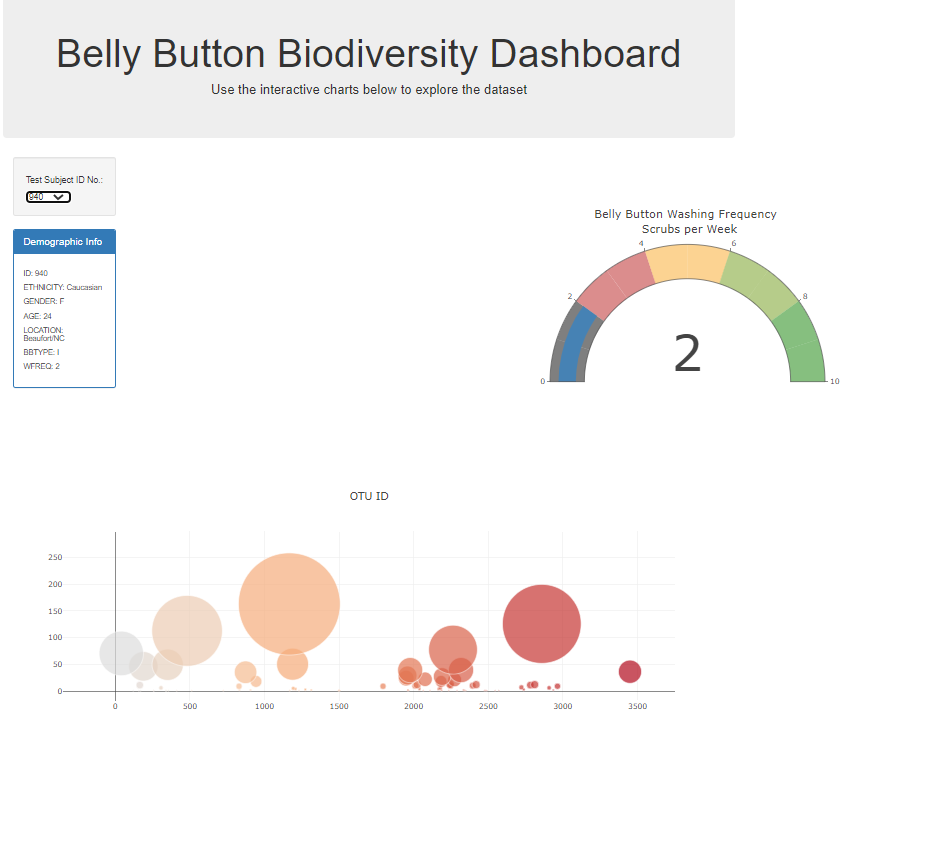 Belly Button Biodiversity Dashboard
Use the interactive charts below to explore the dataset
Test Subject ID No.:
940
Demographic Info
ID: 940
ETHNICITY: Caucasian
GENDER: F
AGE: 24
LOCATION:
Beaufort/NC
BBTYPE: I
WFREQ: 2
Belly Button Washing Frequency
Scrubs per Week
4 6
2 8
2
0 10
OTU ID
250
200
150
100
50
0
0 500 1000 1500 2000 2500 3000 3500